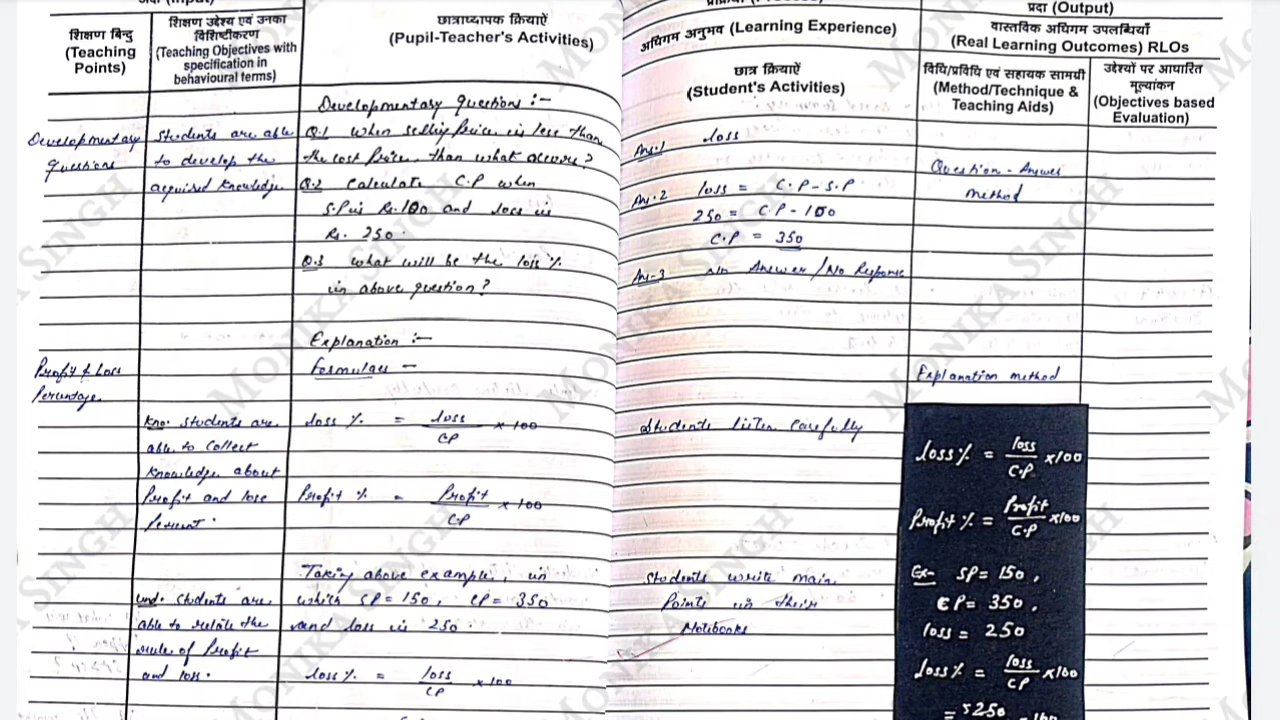 प्रदा (Output)
शिक्षण बिन्दु
(Teaching
Points)
शिक्षण उद्देश्य एवं उनका
विशिष्टीकरण
(Teaching Objectives with
specification in
behavioural terms)
छात्राध्यापक क्रियाऐं
(Pupil-Teacher's Activities)
अधिगम अनुभव (Learning Experience)
वास्तविक अधिगम उपलब्धियाँ
(Real Learning Outcomes) RLOs
छात्र क्रियाऐं
(Student's Activities)
विधि/प्रविधि एवं सहायक सामग्री
(Method/Technique &
Teaching Aids)
उद्देश्यों पर आधारित
मूल्यांकन
(Objectives based
Evaluation)
Developmentary
questions
Students are able
to develop the
acquired knowledge
Developmentary questions :-
Q.1 when selling Price is less than
the cost Price, than what occurs?
Q.2 Calculate C.P when
S.P is Rs. 100 and loss is
Rs. 250.
Q.3 what will be the loss %
in above question?
Ans.1 loss
Ans.2 loss = C.P - S.P
250 = C.P - 100
C.P = 350
Ans-3 No Answer/No Response
Question - Answer
method
Profit & Loss
Percentage
Explanation :-
Formulaes -
Explanation method
Kno. Students are
able to collect
knowledge about
Profit and loss
Percent.
loss % = loss/CP × 100
Profit % = Profit/CP × 100
Students listen carefully
loss% = loss/C.P ×100
Profit % = Profit/C.P ×100
Und. Students are
able to relate the
rule of Profit
and loss.
Taking above example, in
which SP = 150, CP = 350
and loss is 250.
loss % = loss/CP × 100
Students write main
Points in their
Notebooks
Ex- SP = 150,
CP = 350.
loss = 250
loss% = loss/CP ×100
MONIKA SINGH